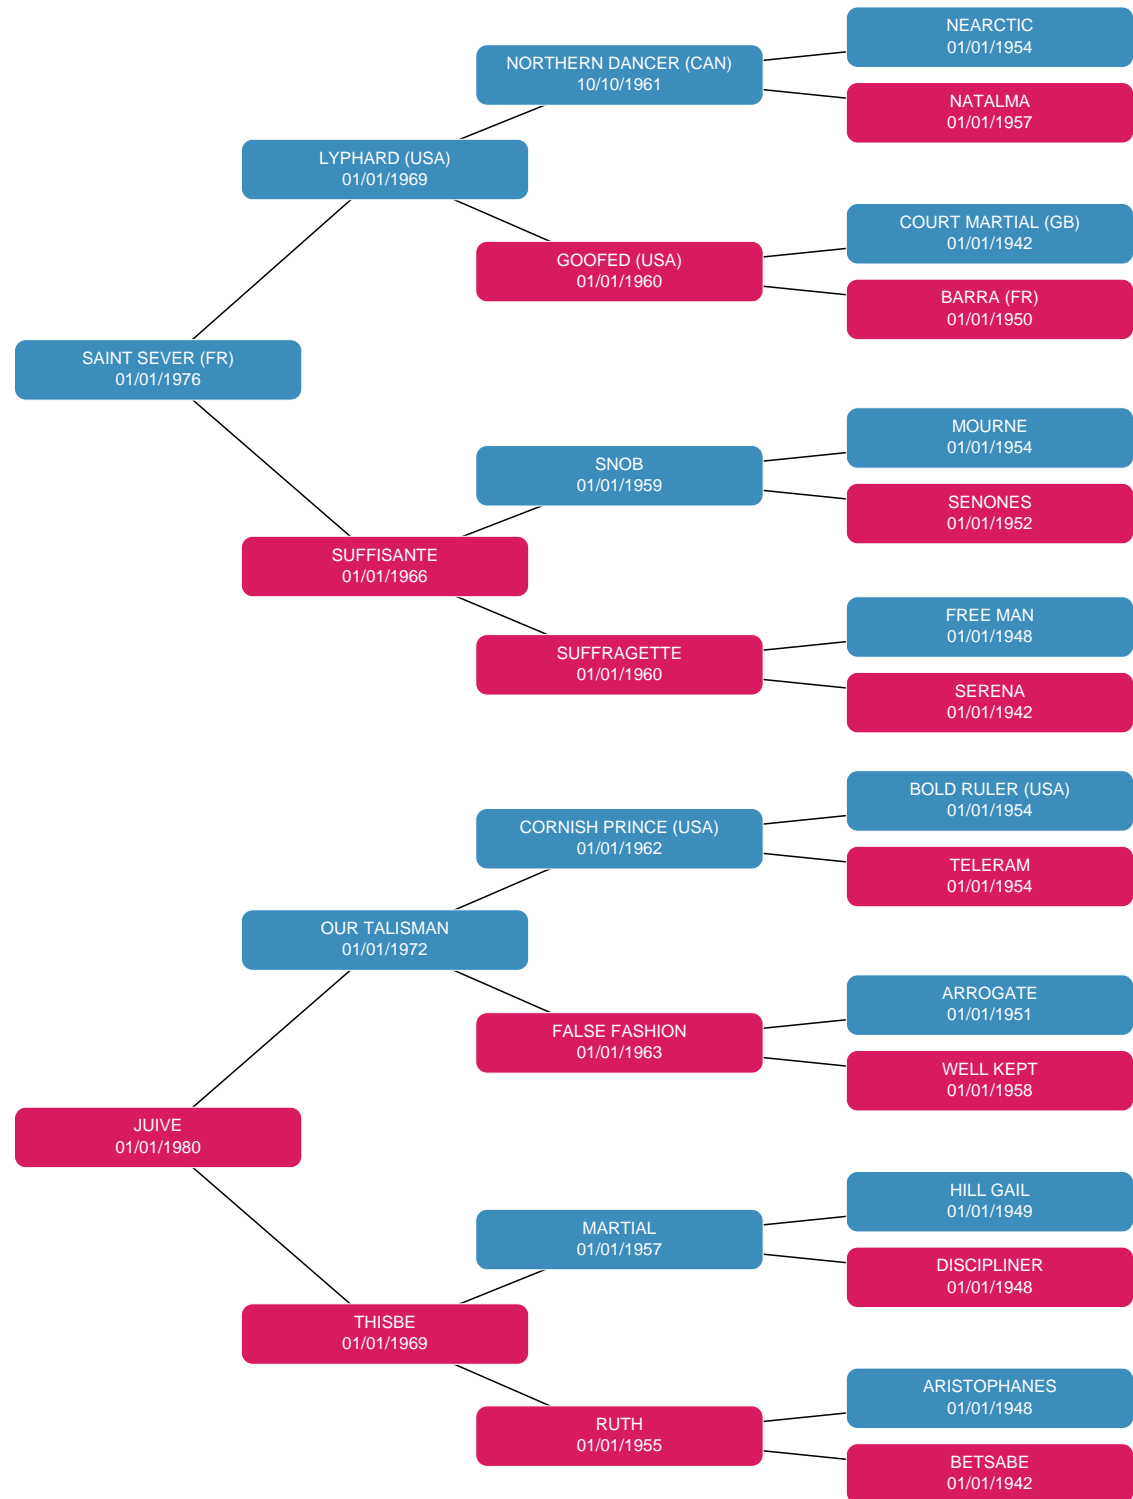 NEARCTIC
01/01/1954
NORTHERN DANCER (CAN)
10/10/1961
NATALMA
01/01/1957
LYPHARD (USA)
01/01/1969
COURT MARTIAL (GB)
01/01/1942
GOOFED (USA)
01/01/1960
BARRA (FR)
01/01/1950
SAINT SEVER (FR)
01/01/1976
MOURNE
01/01/1954
SNOB
01/01/1959
SENONES
01/01/1952
SUFFISANTE
01/01/1966
FREE MAN
01/01/1948
SUFFRAGETTE
01/01/1960
SERENA
01/01/1942
BOLD RULER (USA)
01/01/1954
CORNISH PRINCE (USA)
01/01/1962
TELERAM
01/01/1954
OUR TALISMAN
01/01/1972
ARROGATE
01/01/1951
FALSE FASHION
01/01/1963
WELL KEPT
01/01/1958
JUIVE
01/01/1980
HILL GAIL
01/01/1949
MARTIAL
01/01/1957
DISCIPLINER
01/01/1948
THISBE
01/01/1969
ARISTOPHANES
01/01/1948
RUTH
01/01/1955
BETSABE
01/01/1942